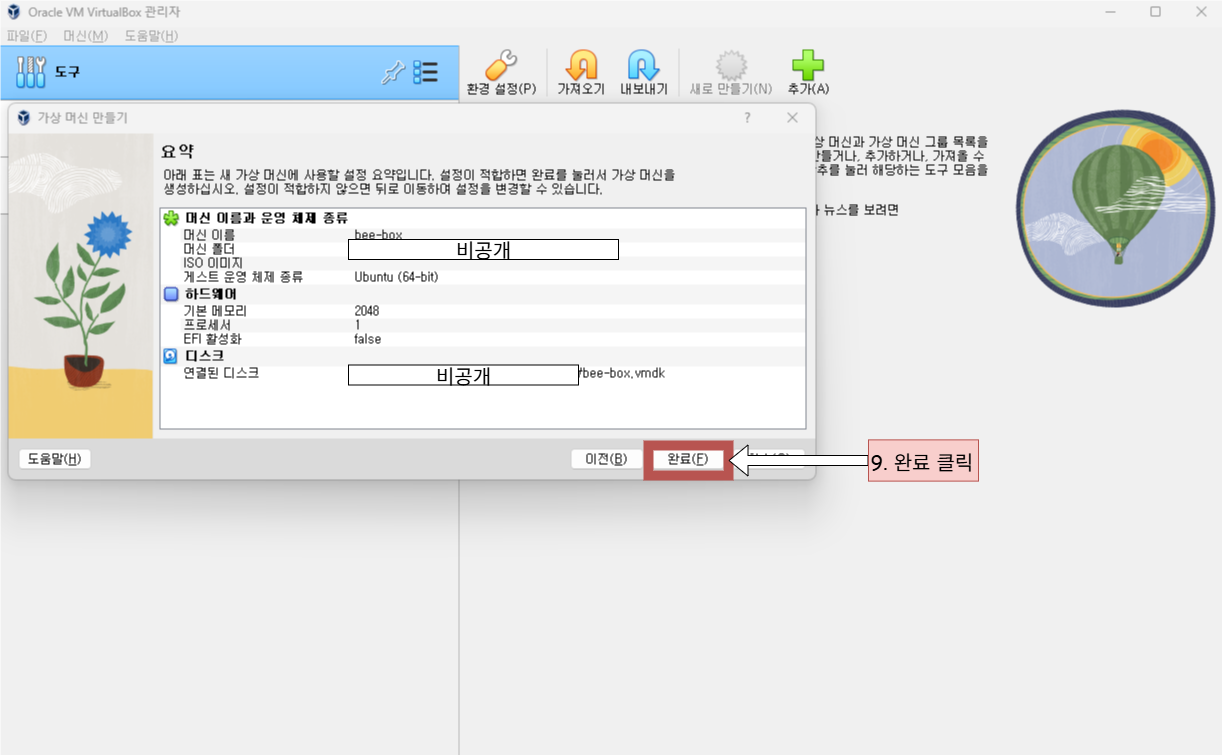 Oracle VM VirtualBox 관리자
파일(F) 머신(M) 도움말(H)
도구
환경 설정(P) 가져오기 내보내기 새로 만들기(N) 추가(A)
가상 머신 만들기 ?
상 머신과 가상 머신 그룹 목록을
만들거나, 추가하거나, 가져올 수
추를 눌러 해당하는 도구 모음을
뉴스를 보려면
요약
아래 표는 새 가상 머신에 사용할 설정 요약입니다. 설정이 적합하면 완료를 눌러서 가상 머신을
생성하십시오. 설정이 적합하지 않으면 뒤로 이동하여 설정을 변경할 수 있습니다.
머신 이름과 운영 체제 종류
머신 이름 bee-box
머신 폴더 비공개
ISO 이미지
게스트 운영 체제 종류 Ubuntu (64-bit)
하드웨어
기본 메모리 2048
프로세서 1
EFI 활성화 false
디스크
연결된 디스크 비공개 /bee-box.vmdk
도움말(H) 이전(B) 완료(F)
9. 완료 클릭